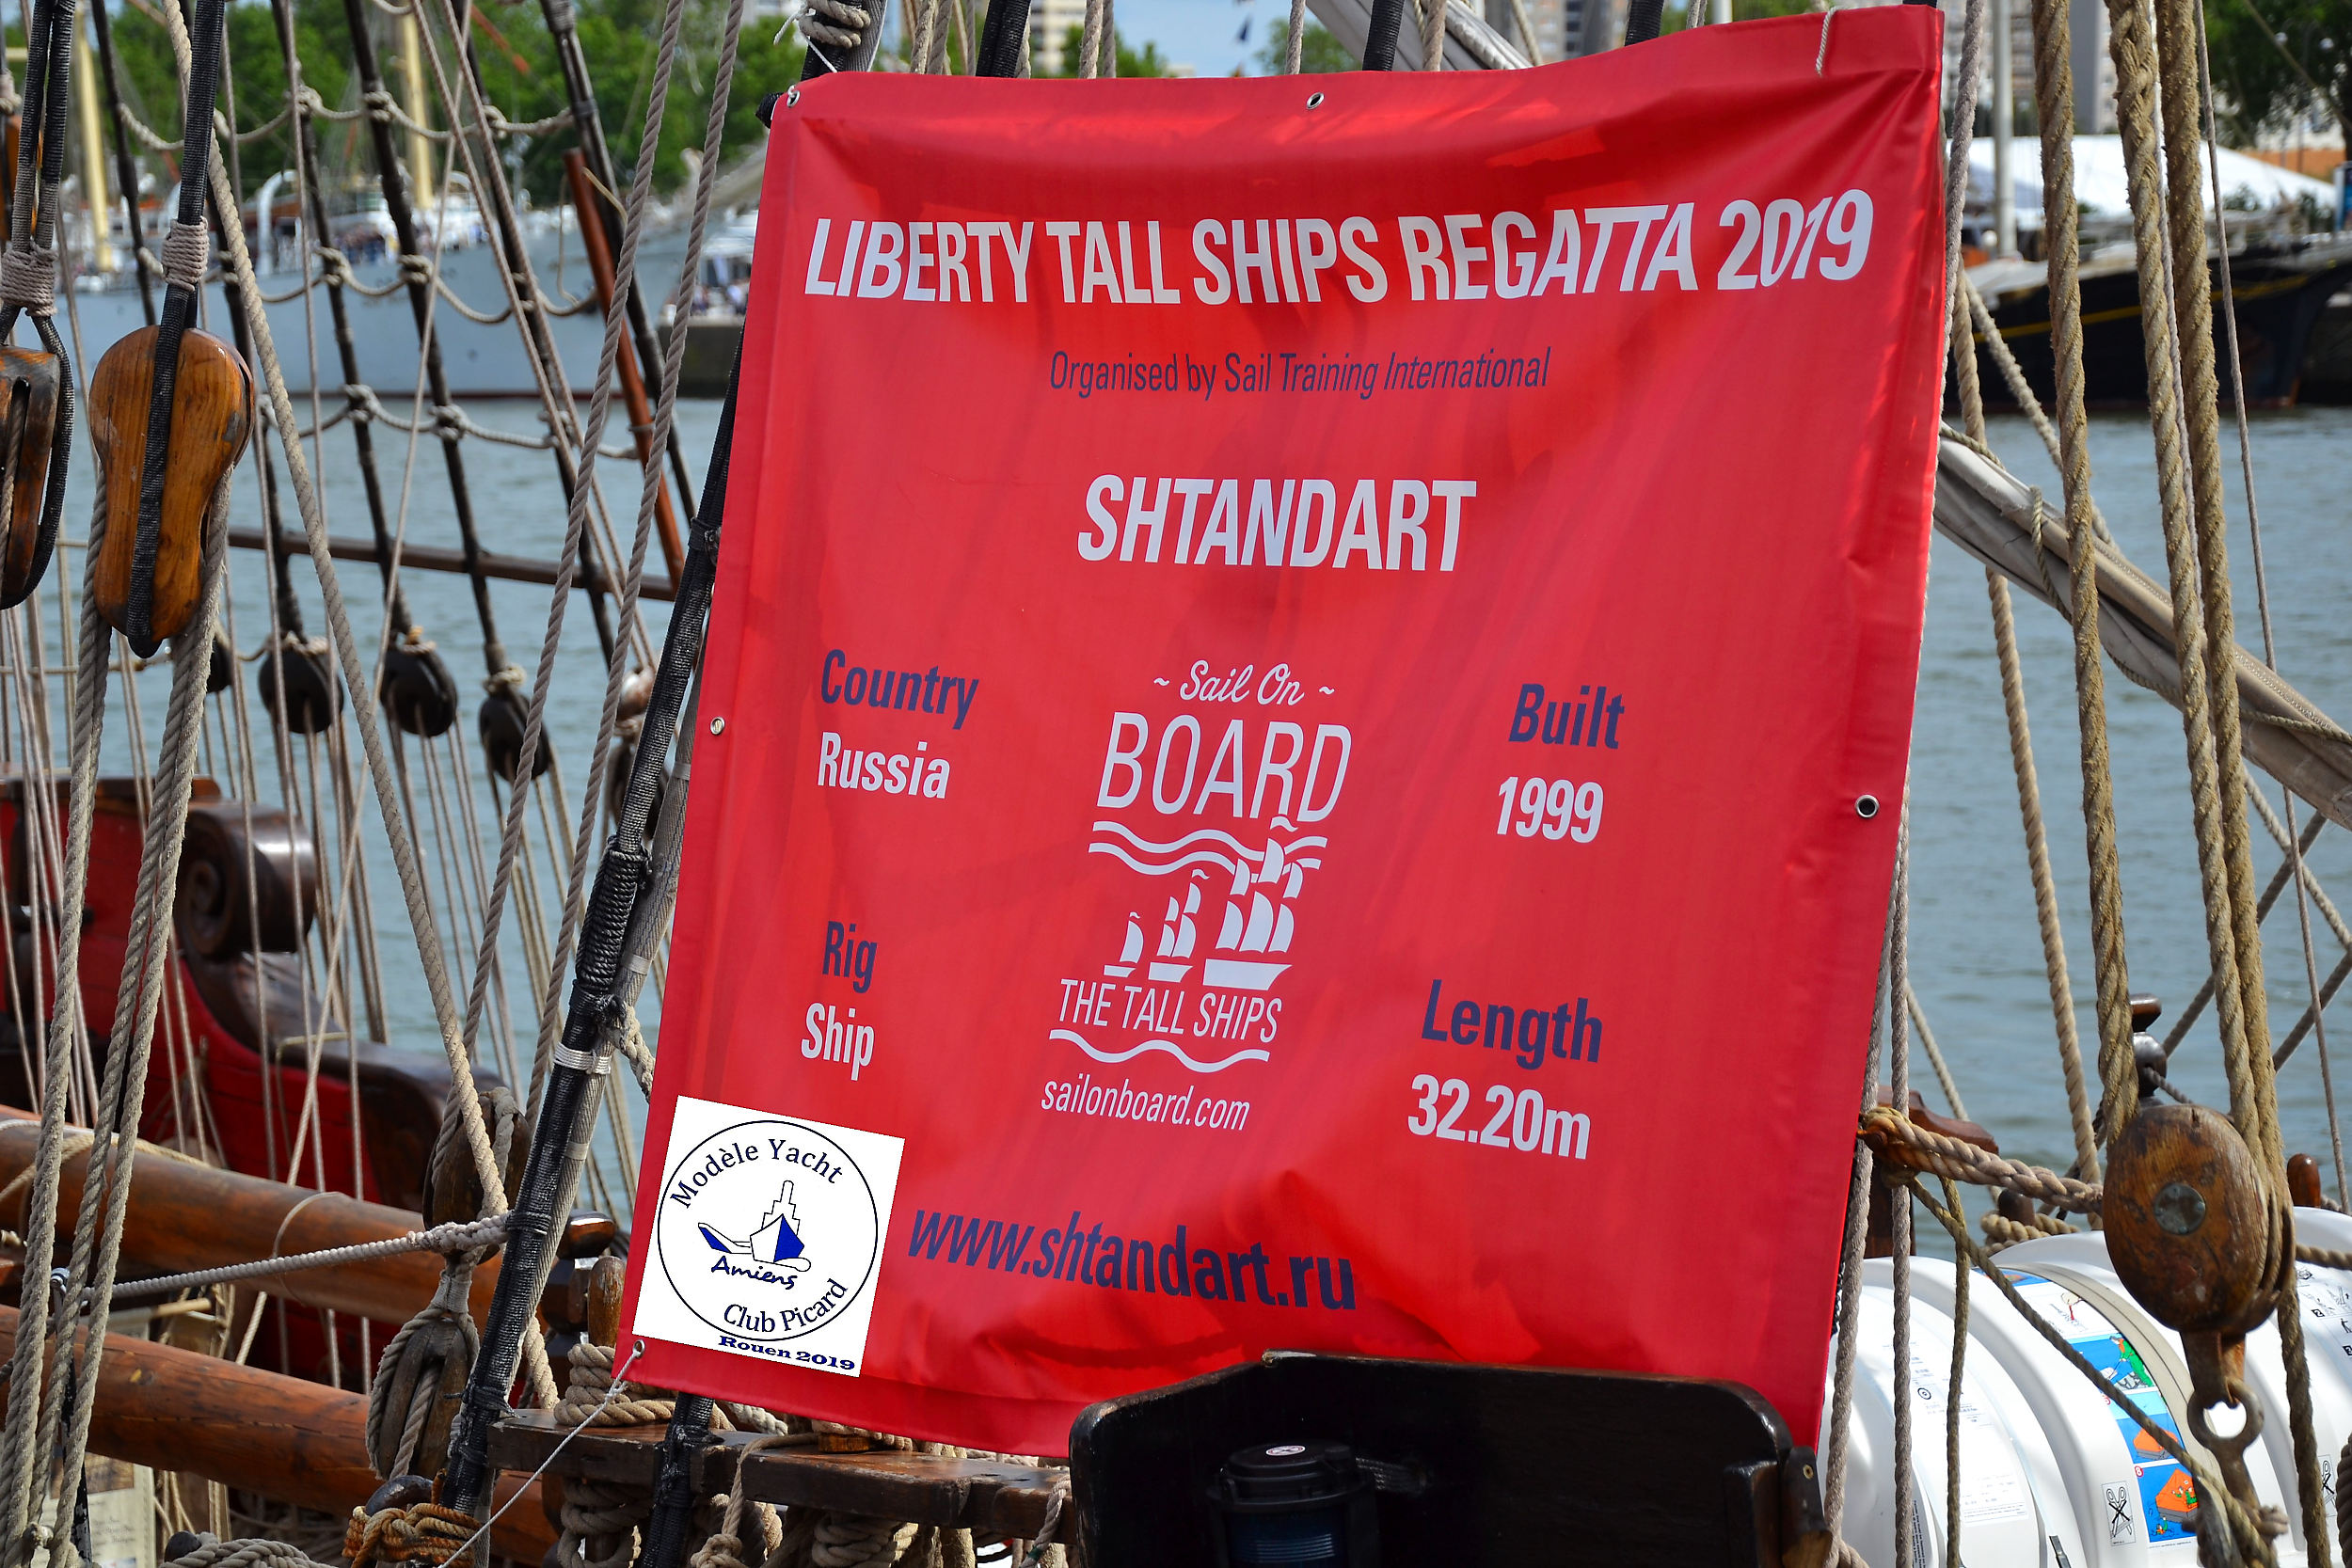 LIBERTY TALL SHIPS REGATTA 2019
Organised by Sail Training International
SHTANDART
Country
Russia
~ Sail On ~
BOARD
THE TALL SHIPS
sailonboard.com
Built
1999
Rig
Ship
Length
32.20m
www.shtandart.ru
Modèle Yacht
Amiens
Club Picard
Rouen 2019